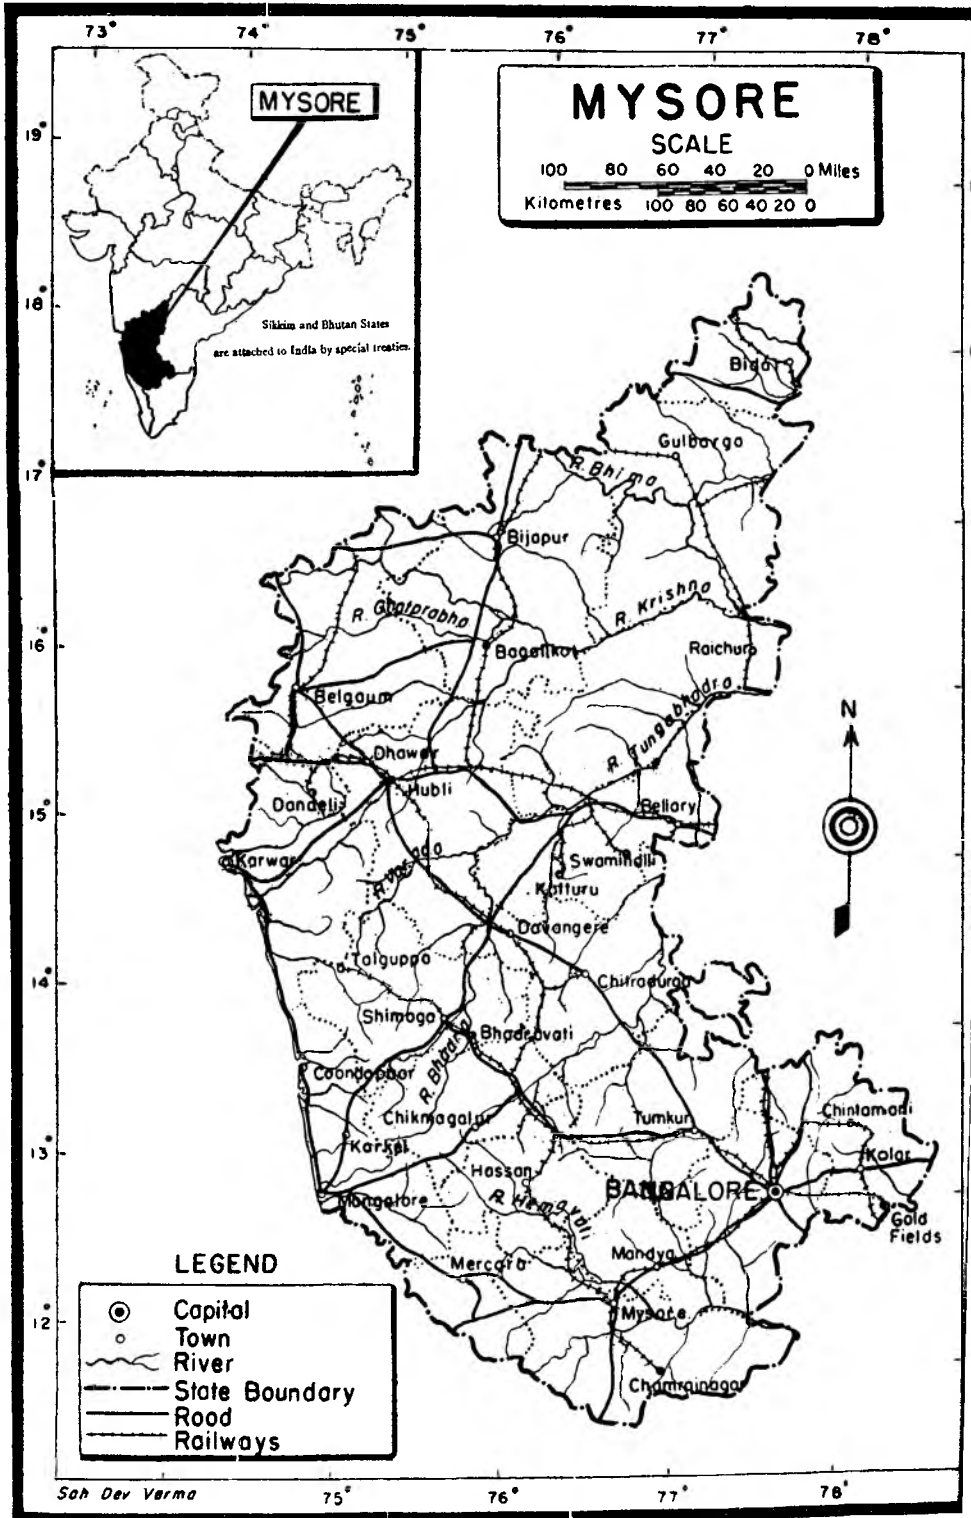 73° 74° 75° 76° 77° 78°
MYSORE
MYSORE
SCALE
100 80 60 40 20 0 Miles
Kilometres 100 80 60 40 20 0
19°
18°
17°
16°
15°
14°
13°
12°
Sikkim and Bhutan States
are attached to India by special treaties.
Bidar
Gulbarga
R. Bhima
Bijapur
R. Krishna
R. Ghatprabha
Bagalkot
Raichur
Belgaum
R. Tungabhadra
N
Dhawar
Hubli
Dandeli
Bellary
Karwar
R. Varada
Swamihalli
Kotturu
Davangere
Talguppa
Chitradurga
Shimoga
Bhadravati
R. Bhadra
Coondapoor
Chikmagalur
Tumkur
Chintamani
Karkal
Kolar
Hassan
BANGALORE
Mangalore
R. Hemavati
Gold
Fields
Mandya
Mercara
Mysore
Chamrajnagar
LEGEND
Capital
Town
River
State Boundary
Road
Railways
Sah Dev Verma
75° 76° 77° 78°